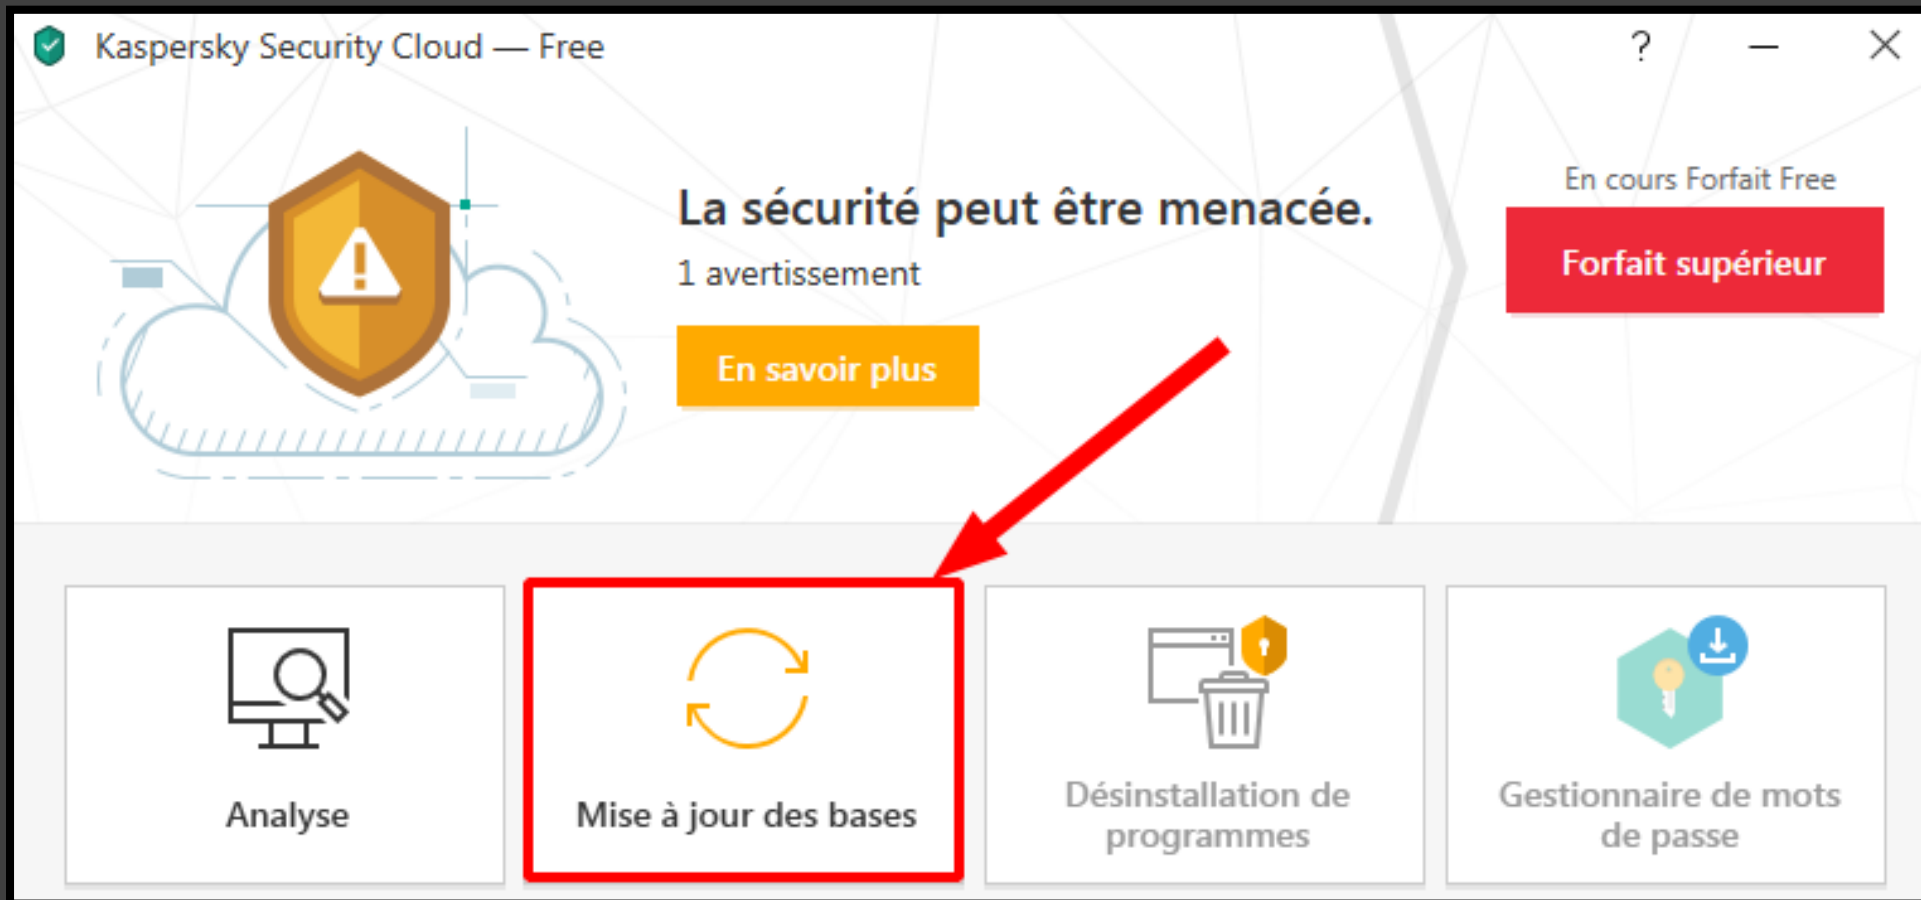 Kaspersky Security Cloud — Free
?
En cours Forfait Free
La sécurité peut être menacée.
Forfait supérieur
1 avertissement
En savoir plus
Analyse
Mise à jour des bases
Désinstallation de
programmes
Gestionnaire de mots
de passe